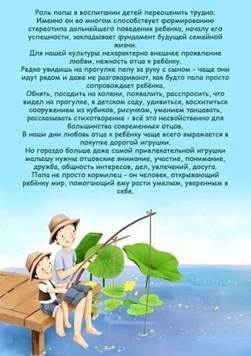 Роль папы в воспитании детей переоценить трудно.
Именно он во многом способствует формированию
стереотипа дальнейшего поведения ребенка, началу его
успешности, закладывает фундамент будущей семейной
жизни.
Для нашей культуры нехарактерно внешнее проявление
любви, нежность отца к ребёнку.
Редко увидишь на прогулке папу за руку с сыном - чаще они
идут рядом и даже не разговаривают, как будто папа просто
сопровождает ребёнка.
Обнять, посадить на колени, похвалить, расспросить, что
видел на прогулке, в детском саду, удивиться, восхититься
сооружением из кубиков, рисунком, умением танцевать,
рассказывать стихотворение - всё эта несвойственно для
большинства современных отцов.
В наши дни любовь отца к ребёнку чаще всего выражается в
покупке дорогой игрушки.
Но гораздо больше даже самой привлекательной игрушки
малышу нужны отцовские внимание, участие, понимание,
дружба, общность интересов, дел, увлечений, досуга.
Папа не просто кормилец - он человек, открывающий
ребёнку мир, помогающий ему расти умелым, уверенным в
себе.